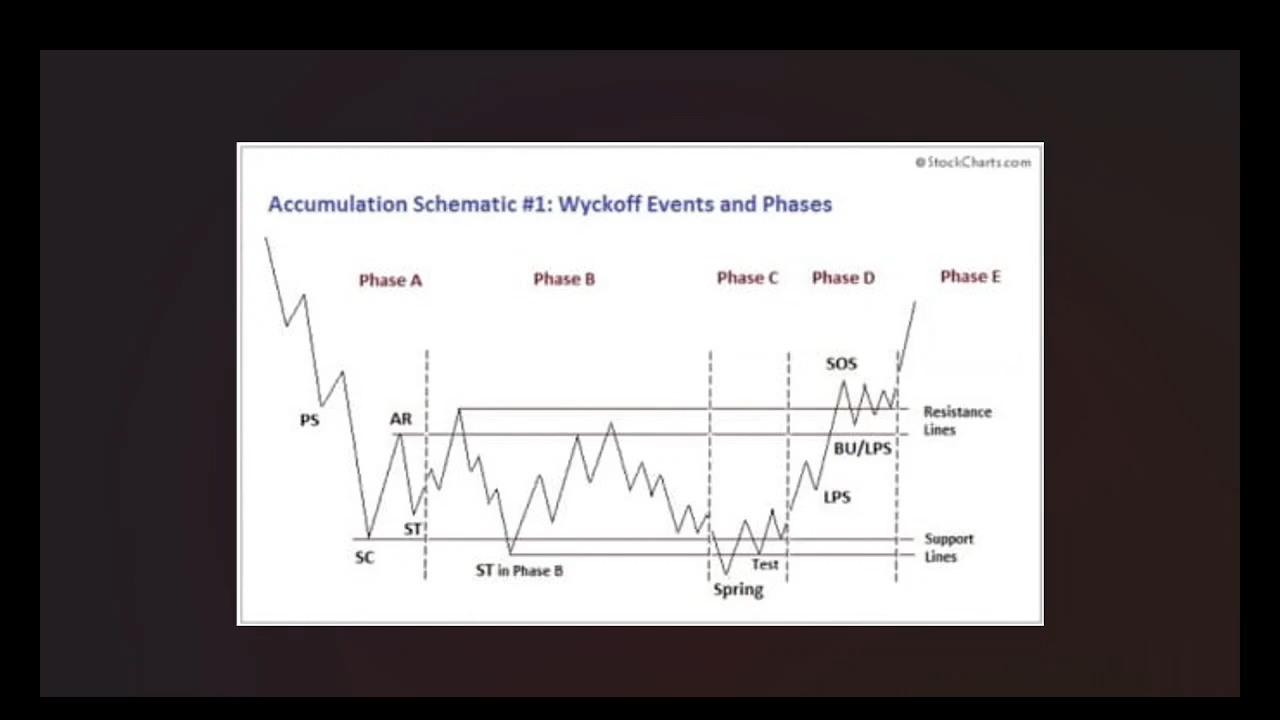 @StockCharts.com
Accumulation Schematic #1: Wyckoff Events and Phases
Phase A
Phase B
Phase C
Phase D
Phase E
SOS
PS
AR
Resistance
Lines
BU/LPS
LPS
ST
SC
Support
Lines
ST in Phase B
Test
Spring